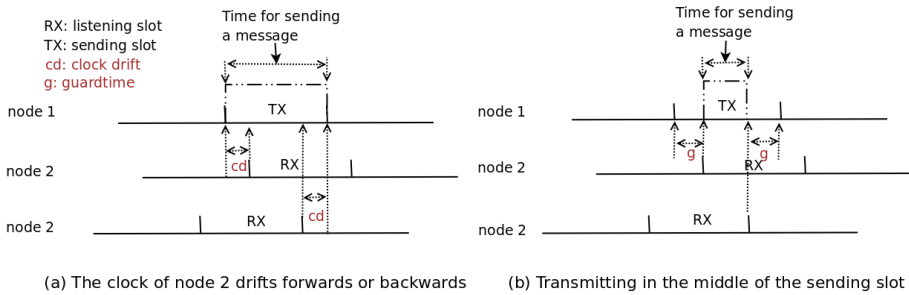 RX: listening slot
TX: sending slot
cd: clock drift
g: guardtime
Time for sending
a message
node 1
TX
node 2
cd
RX
node 2
RX
cd
(a) The clock of node 2 drifts forwards or backwards
Time for sending
a message
node 1
TX
node 2
g
RX
g
node 2
RX
(b) Transmitting in the middle of the sending slot